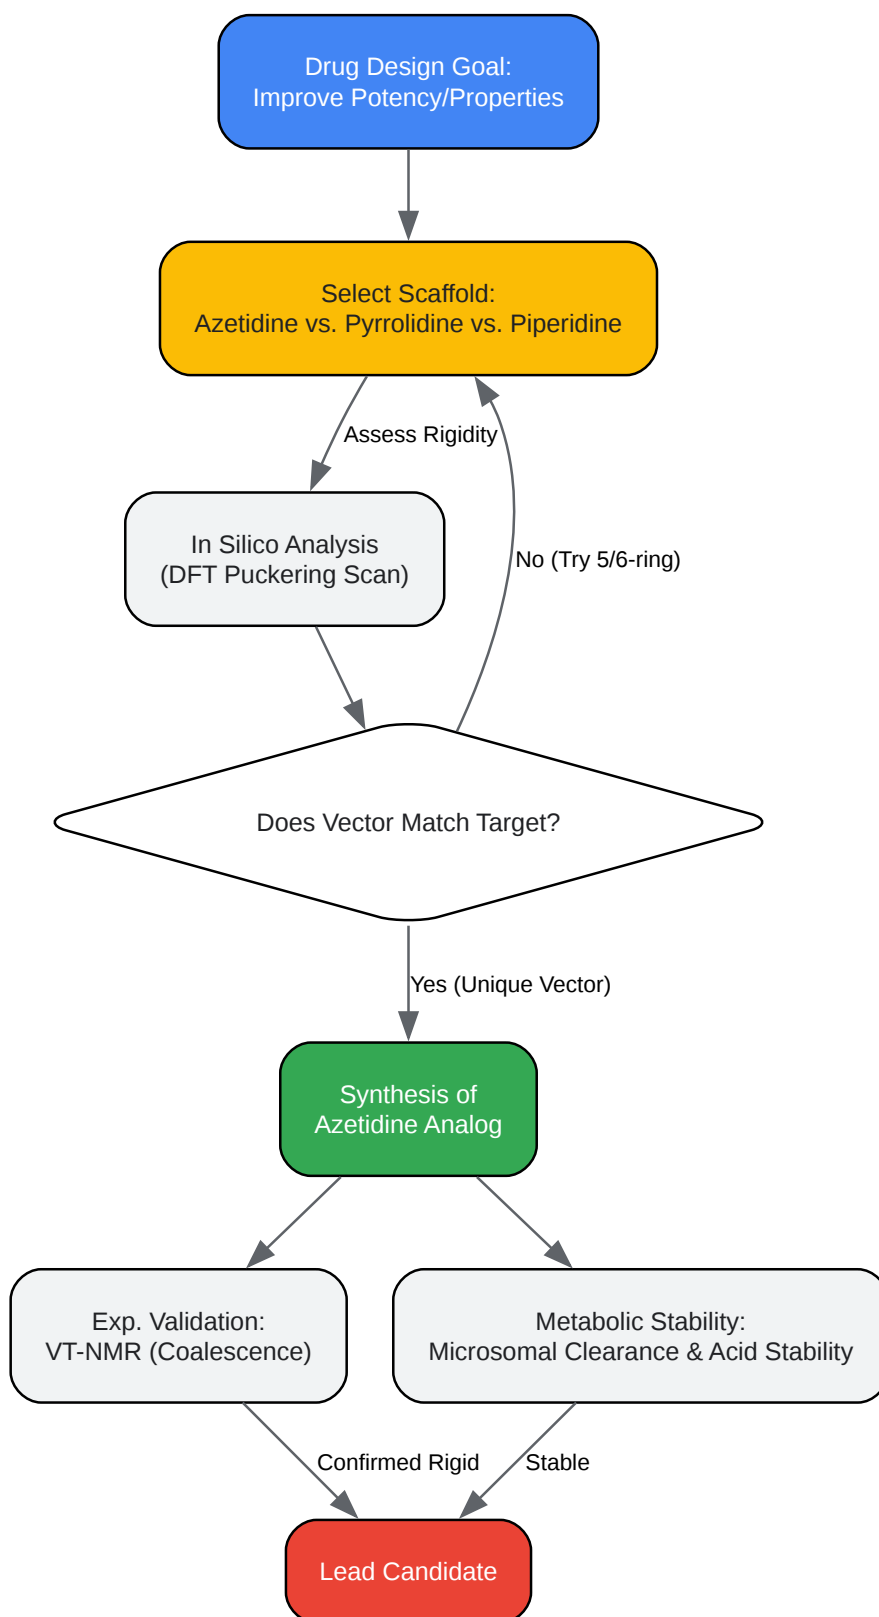 Drug Design Goal:
Improve Potency/Properties
Select Scaffold:
Azetidine vs. Pyrrolidine vs. Piperidine
Assess Rigidity
In Silico Analysis
(DFT Puckering Scan)
No (Try 5/6-ring)
Does Vector Match Target?
Yes (Unique Vector)
Synthesis of
Azetidine Analog
Exp. Validation:
VT-NMR (Coalescence)
Metabolic Stability:
Microsomal Clearance & Acid Stability
Confirmed Rigid
Stable
Lead Candidate